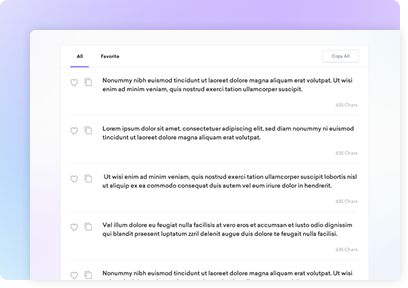 All
Favorite
Copy All
Nonummy nibh euismod tincidunt ut laoreet dolore magna aliquam erat volutpat. Ut wisi
enim ad minim veniam, quis nostrud exerci tation ullamcorper suscipit.
635 Chars
Lorem ipsum dolor sit amet, consectetuer adipiscing elit, sed diam nonummy ni euismod
tincidunt ut laoreet dolore magna aliquam erat volutpat.
635 Chars
Ut wisi enim ad minim veniam, quis nostrud exerci tation ullamcorper suscipit lobortis nisl
ut aliquip ex ea commodo consequat duis autem vel eum iriure dolor in hendrerit.
635 Chars
Vel illum dolore eu feugiat nulla facilisis at vero eros et accumsan et iusto odio dignissim
qui blandit praesent luptatum zzril delenit augue duis dolore te feugait nulla facilisi.
635 Chars
Nonummy nibh euismod tincidunt ut laoreet dolore magna aliquam erat volutpat. Ut wisi